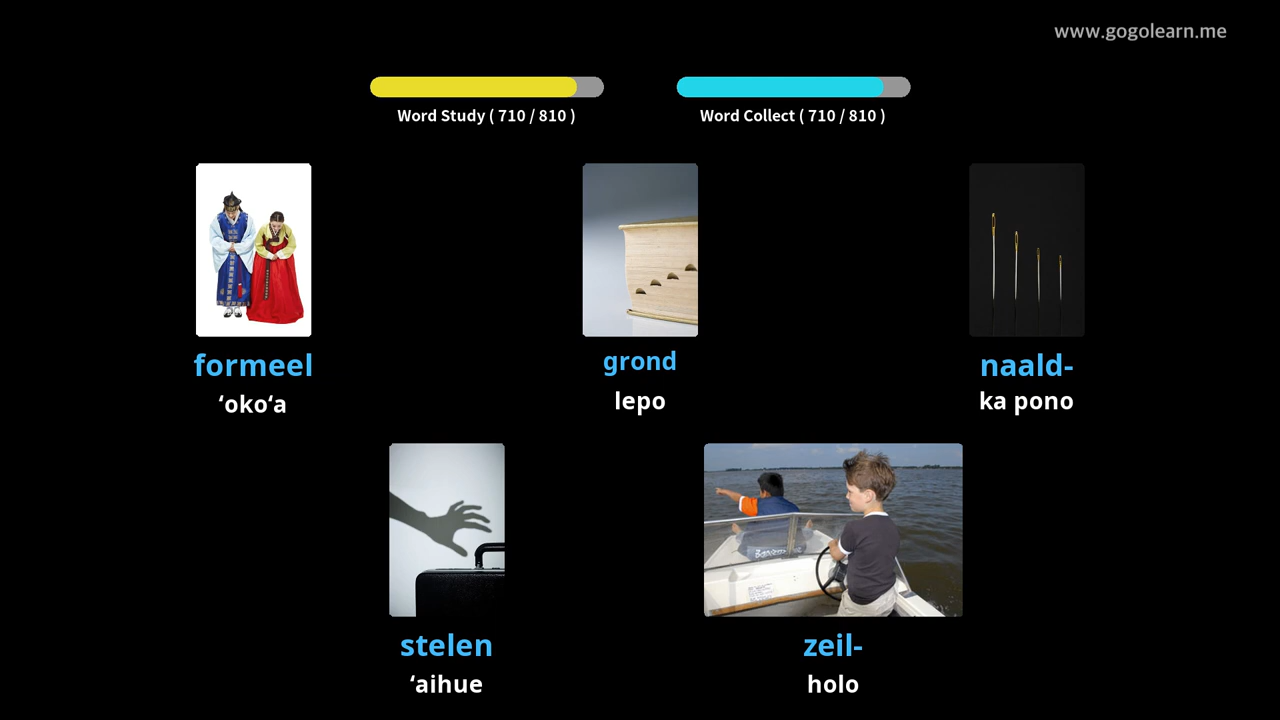 www.gogolearn.me
Word Study ( 710 / 810 )
Word Collect ( 710 / 810 )
formeel
ʻokoʻa
grond
lepo
naald-
ka pono
stelen
ʻaihue
zeil-
holo